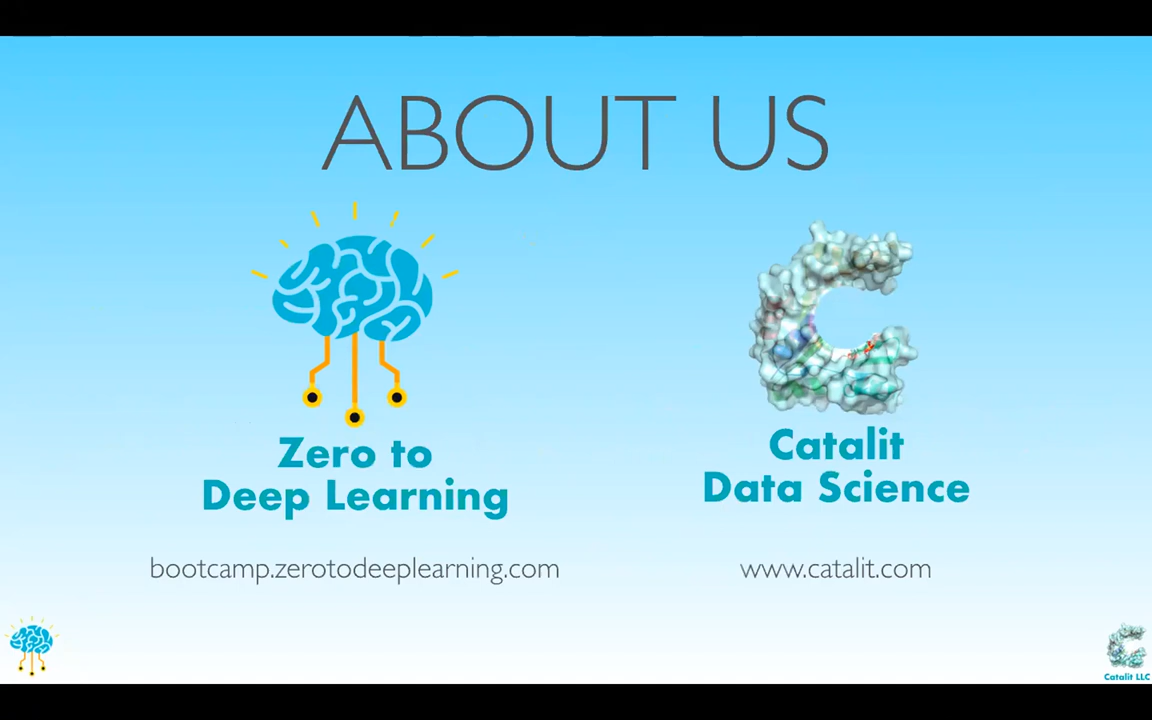 ABOUT US
Zero to
Deep Learning
bootcamp.zerotodeeplearning.com
Catalit
Data Science
www.catalit.com
Catalit LLC